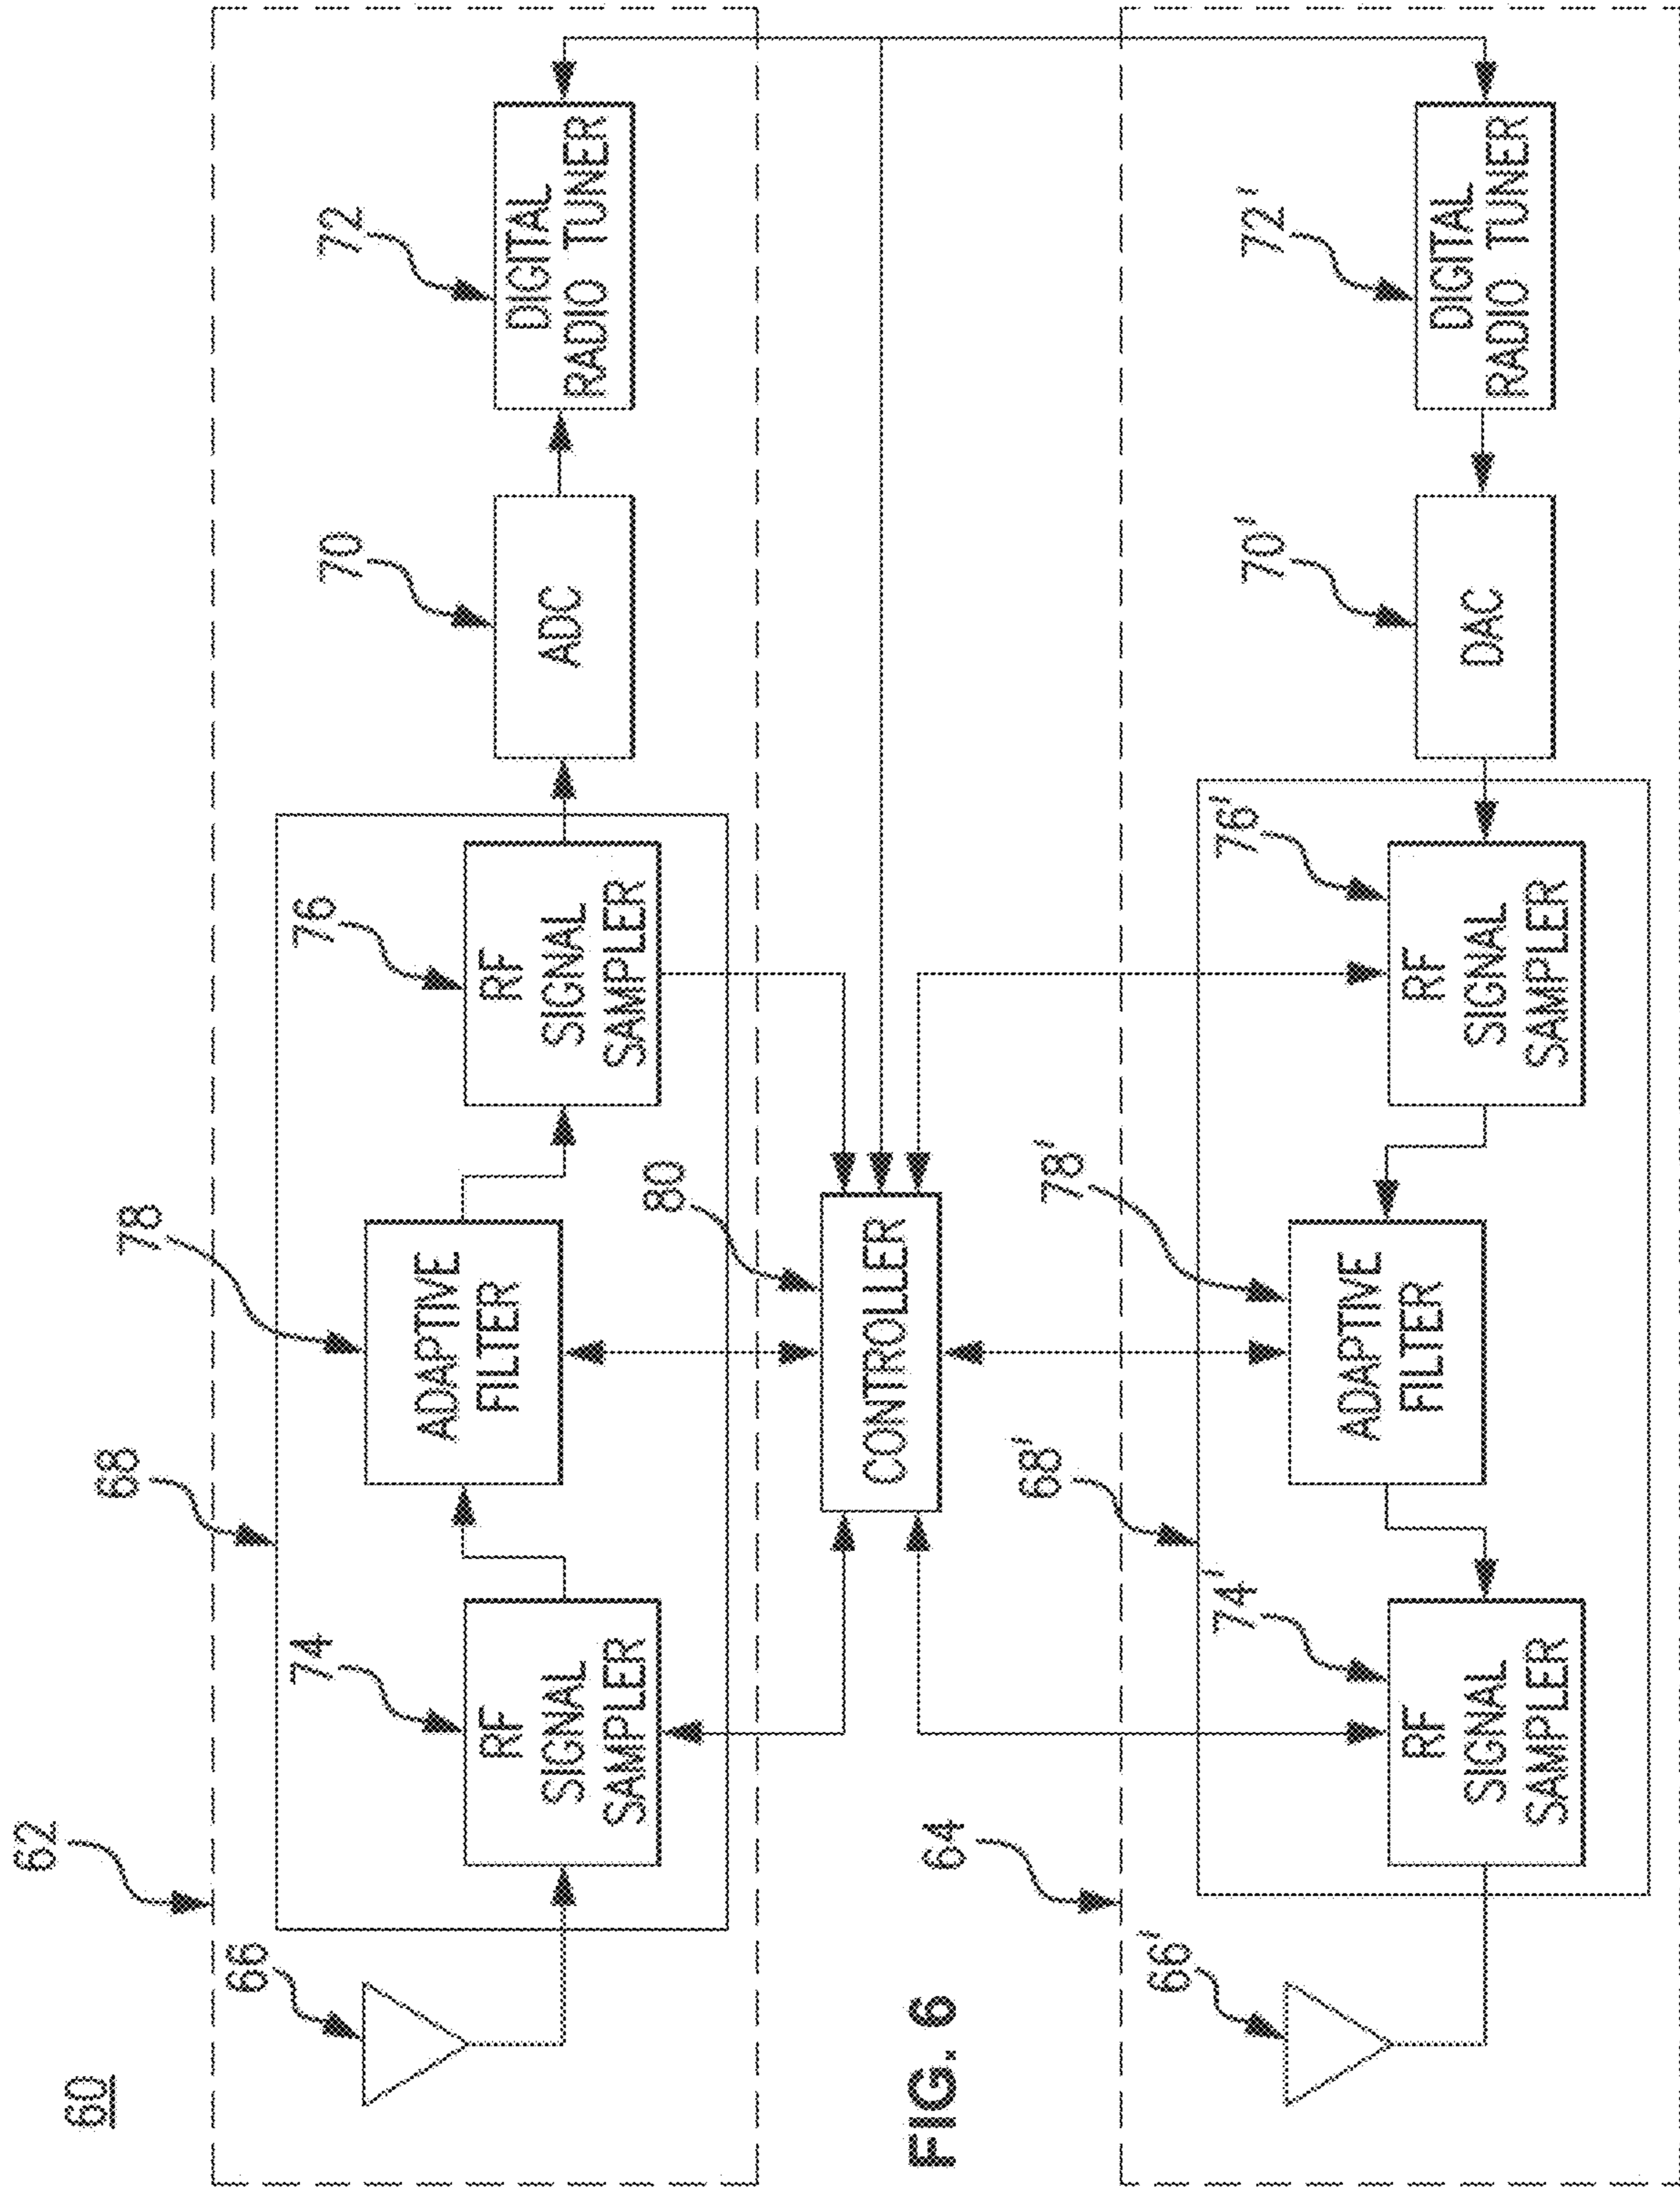 60
62
66
68
74
RF
SIGNAL
SAMPLER
78
ADAPTIVE
FILTER
76
RF
SIGNAL
SAMPLER
70
ADC
72
DIGITAL
RADIO TUNER
80
CONTROLLER
FIG. 6
64
66'
68'
74'
RF
SIGNAL
SAMPLER
78'
ADAPTIVE
FILTER
76'
RF
SIGNAL
SAMPLER
70'
DAC
72'
DIGITAL
RADIO TUNER